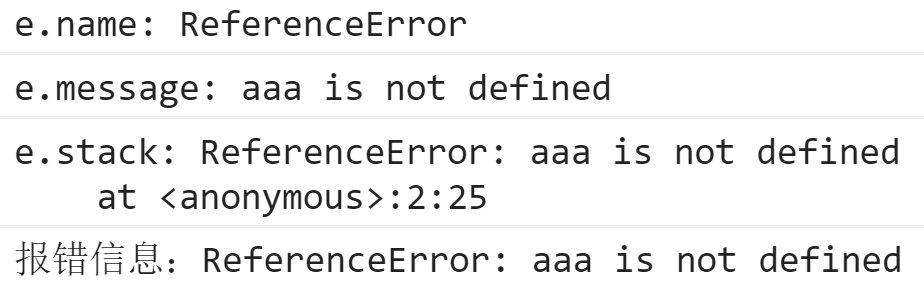 e.name: ReferenceError
e.message: aaa is not defined
e.stack: ReferenceError: aaa is not defined
    at <anonymous>:2:25
报错信息：ReferenceError: aaa is not defined